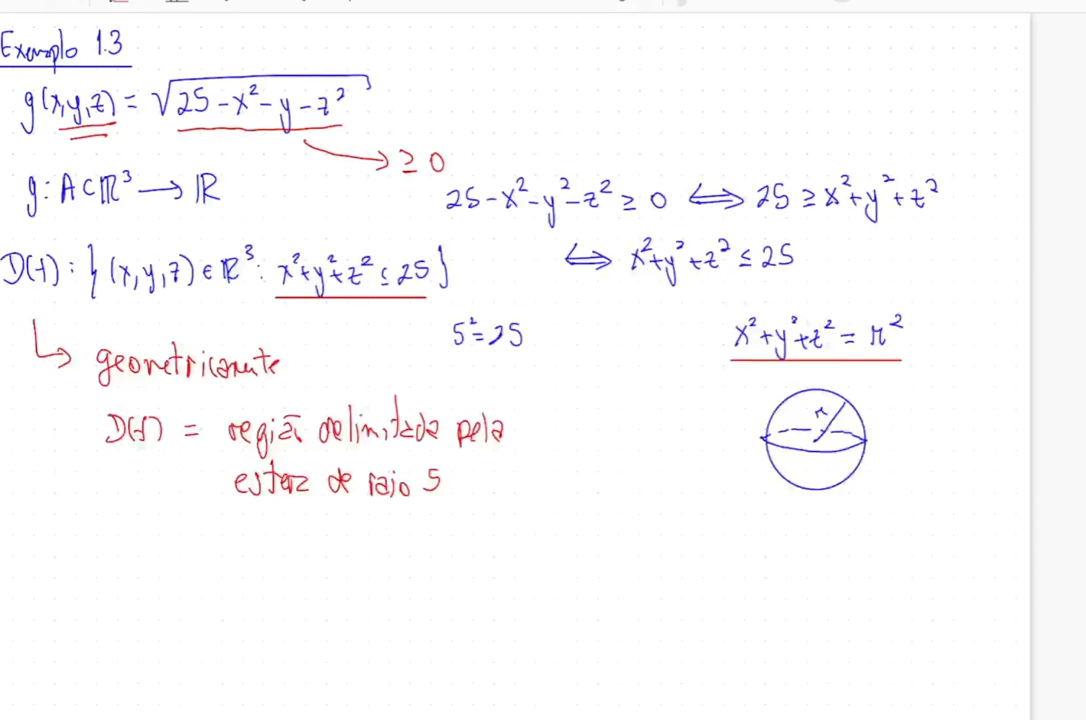 Exemplo 1.3
g(x,y,z) = √25 - x² - y - z²
≥ 0
g: A ⊂ ℝ³ → ℝ
25 - x² - y² - z² ≥ 0 ⟺ 25 ≥ x² + y² + z²
⟺ x² + y² + z² ≤ 25
D(f): {(x,y,z) ∈ ℝ³: x² + y² + z² ≤ 25}
5² = 25
x² + y² + z² = r²
geometricamente
r
D(f) = região delimitada pela
esfera de raio 5